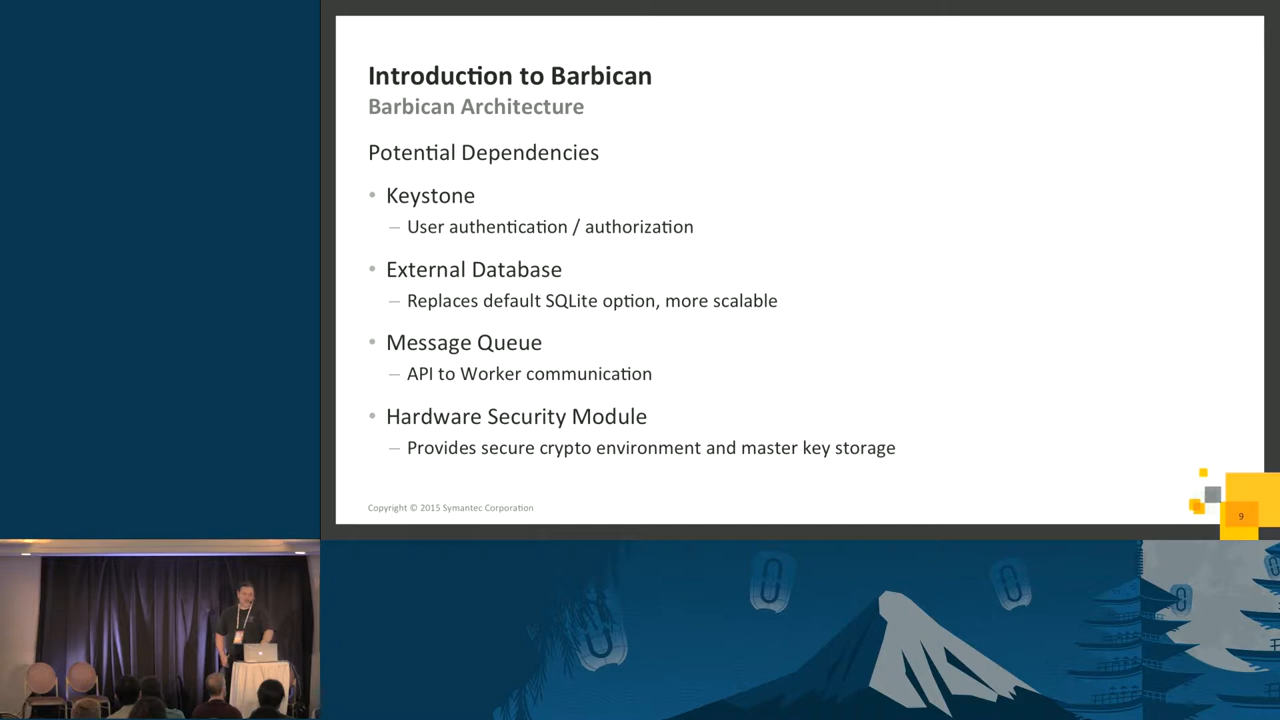 Introduction to Barbican
Barbican Architecture
Potential Dependencies
• Keystone
– User authentication / authorization
• External Database
– Replaces default SQLite option, more scalable
• Message Queue
– API to Worker communication
• Hardware Security Module
– Provides secure crypto environment and master key storage
Copyright © 2015 Symantec Corporation
9